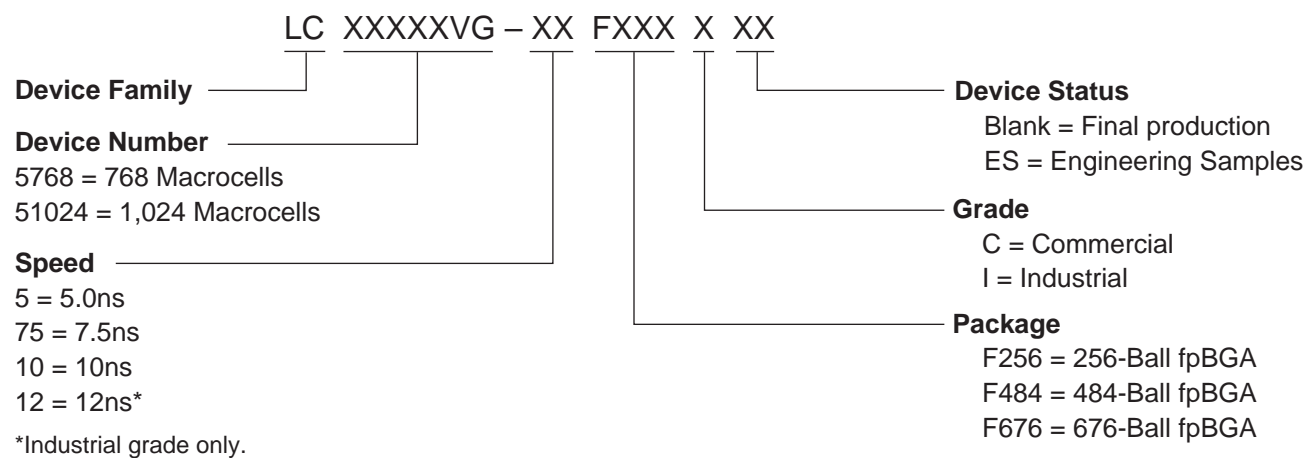 LC XXXXXVG – XX FXXX X XX
Device Family
Device Number
5768 = 768 Macrocells
51024 = 1,024 Macrocells
Speed
5 = 5.0ns
75 = 7.5ns
10 = 10ns
12 = 12ns*
*Industrial grade only.
Device Status
Blank = Final production
ES = Engineering Samples
Grade
C = Commercial
I = Industrial
Package
F256 = 256-Ball fpBGA
F484 = 484-Ball fpBGA
F676 = 676-Ball fpBGA